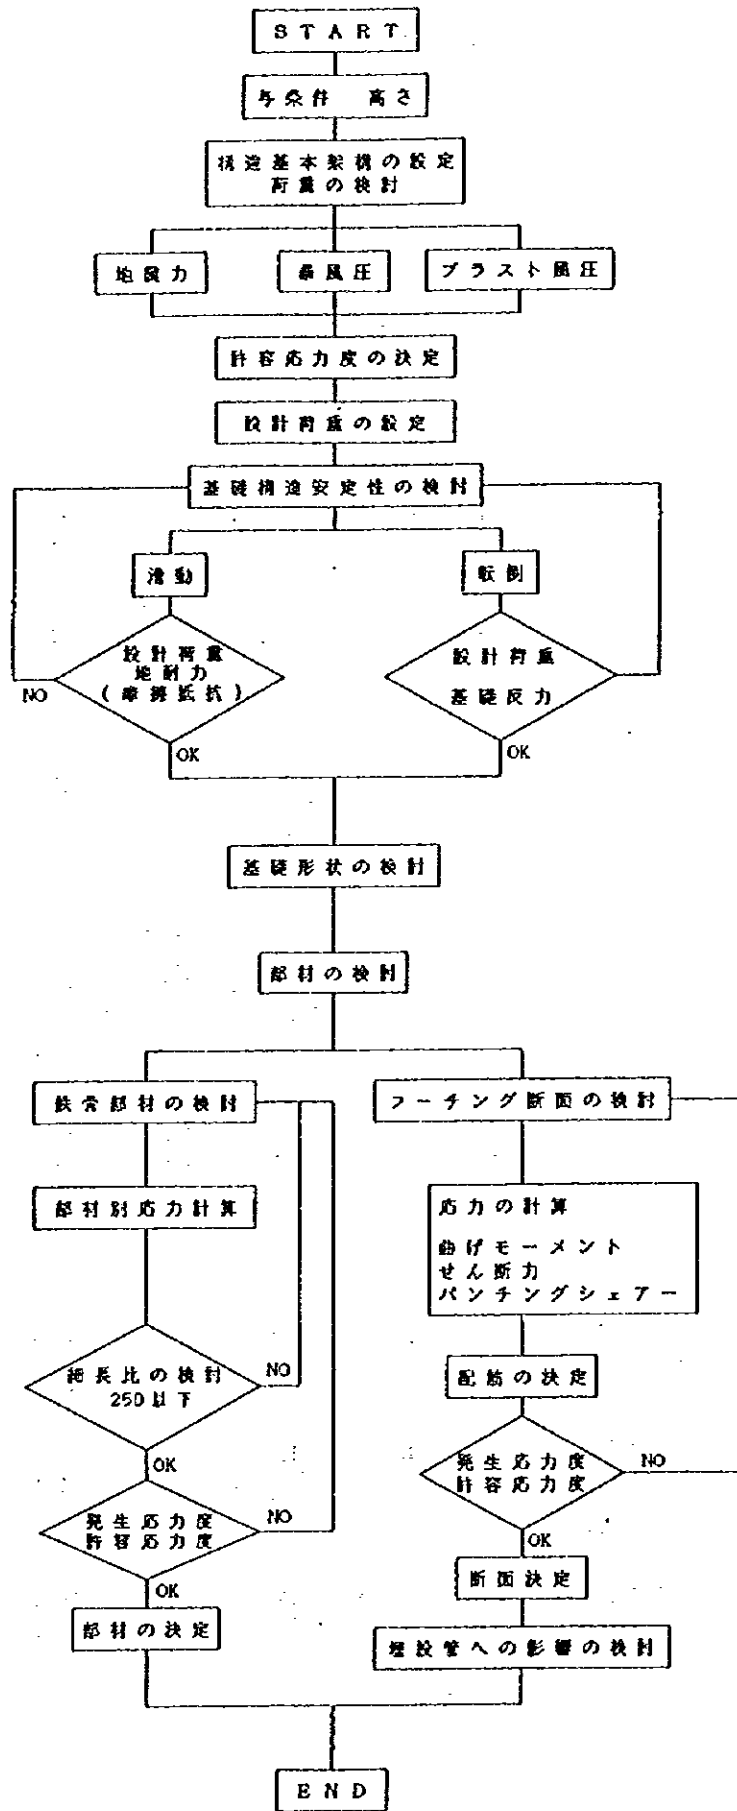 START
与条件 高さ
構造基本架構の設定
荷重の検討
地震力
暴風圧
ブラスト風圧
許容応力度の決定
設計荷重の設定
基礎構造安定性の検討
滑動
転倒
設計荷重
地耐力
(摩擦抵抗)
NO
OK
設計荷重
基礎反力
OK
基礎形状の検討
部材の検討
鉄骨部材の検討
部材別応力計算
細長比の検討
250以下
NO
OK
発生応力度
許容応力度
NO
OK
部材の決定
フーチング断面の検討
応力の計算
曲げモーメント
せん断力
パンチングシェアー
配筋の決定
発生応力度
許容応力度
NO
OK
断面決定
埋設管への影響の検討
END